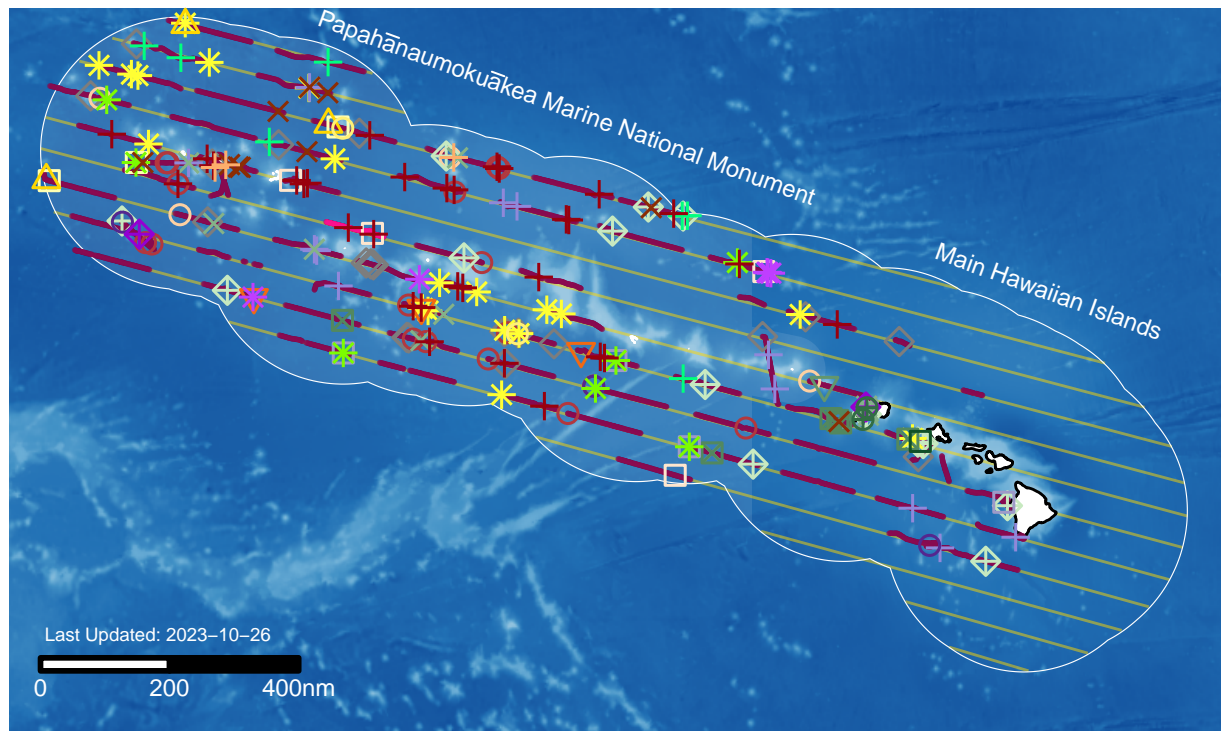 Papahānaumokuākea Marine National Monument
Main Hawaiian Islands
Last Updated: 2023−10−26
0 200 400nm